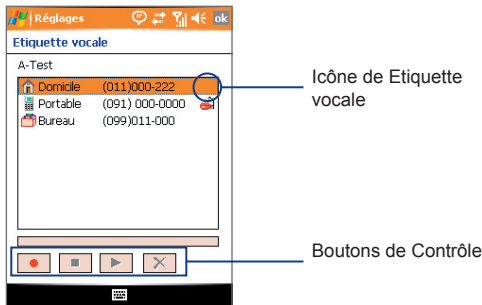 Réglages ok
Etiquette vocale
A-Test
Domicile (011)000-222
Portable (091) 000-0000
Bureau (099)011-000
Icône de Etiquette
vocale
Boutons de Contrôle